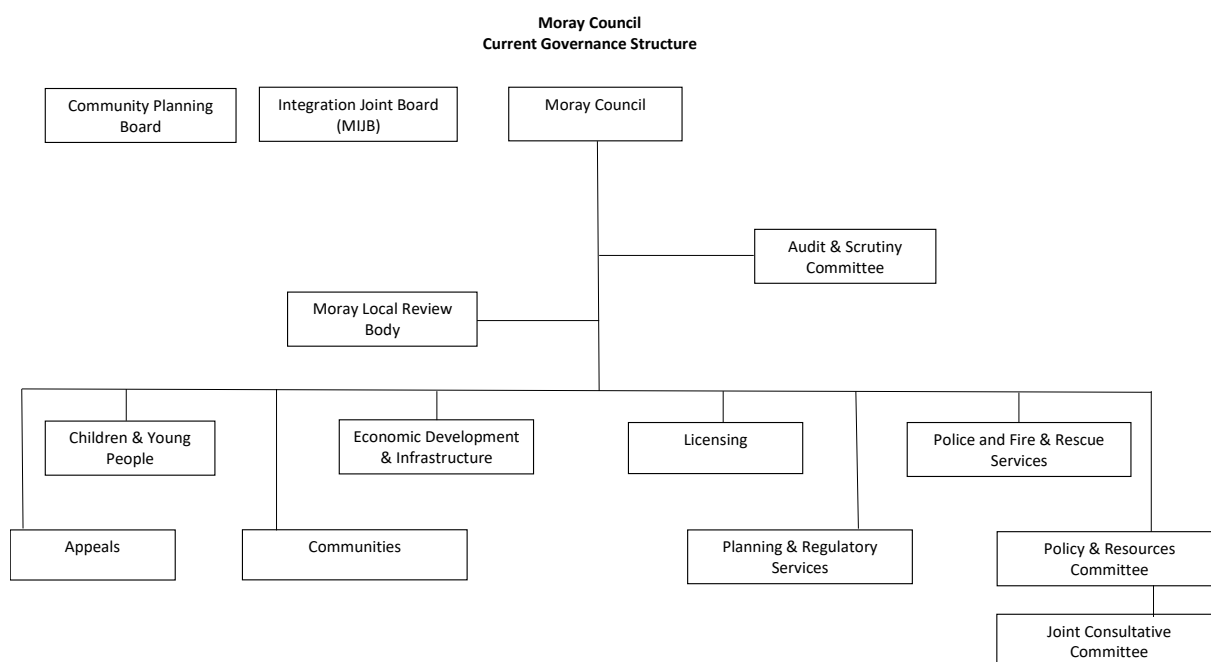 Moray Council
Current Governance Structure
Community Planning
Board
Integration Joint Board
(MIJB)
Moray Council
Audit & Scrutiny
Committee
Moray Local Review
Body
Children & Young
People
Economic Development
& Infrastructure
Licensing
Police and Fire & Rescue
Services
Appeals
Communities
Planning & Regulatory
Services
Policy & Resources
Committee
Joint Consultative
Committee